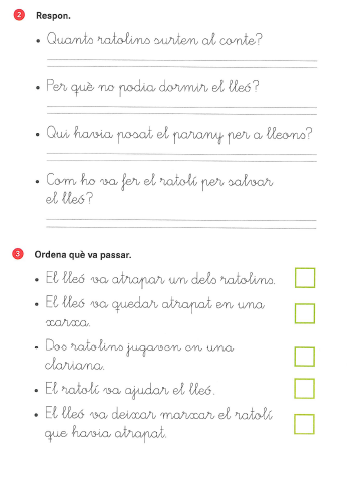 2 Respon.
• Quants ratolins surten al conte?
• Per què no podia dormir el lleó?
• Qui havia posat el parany per a lleons?
• Com ho va fer el ratolí per salvar
el lleó?
3 Ordena què va passar.
• El lleó va atrapar un dels ratolins.
• El lleó va quedar atrapat en una
xarxa.
• Dos ratolins jugaven en una
clariana.
• El ratolí va ajudar el lleó.
• El lleó va deixar marxar el ratolí
que havia atrapat.